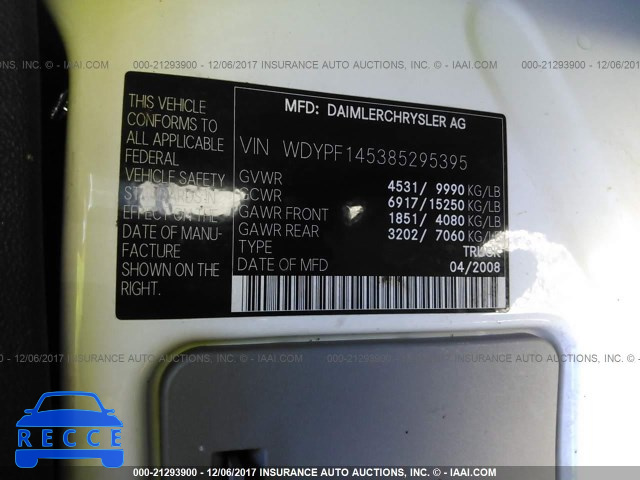 000-21293900 - 12/06/2017 INSURANCE AUTO AUCTIONS, INC. - © IAAI.COM
MFD: DAIMLERCHRYSLER AG
THIS VEHICLE
CONFORMS TO
ALL APPLICABLE
FEDERAL
VEHICLE SAFETY
EFFECT
DATE OF MANU-
FACTURE
SHOWN ON THE
RIGHT.
VIN WDYPF145385295395
GVWR 4531/ 9990 KG/LB
GCWR 6917/15250 KG/LB
GAWR FRONT 1851/ 4080 KG/LB
GAWR REAR 3202/ 7060 KG/LB
TYPE TRUCK
DATE OF MFD 04/2008
RECCE
000-21293900 - 12/06/2017 INSURANCE AUTO AUCTIONS, INC. - © IAAI.COM